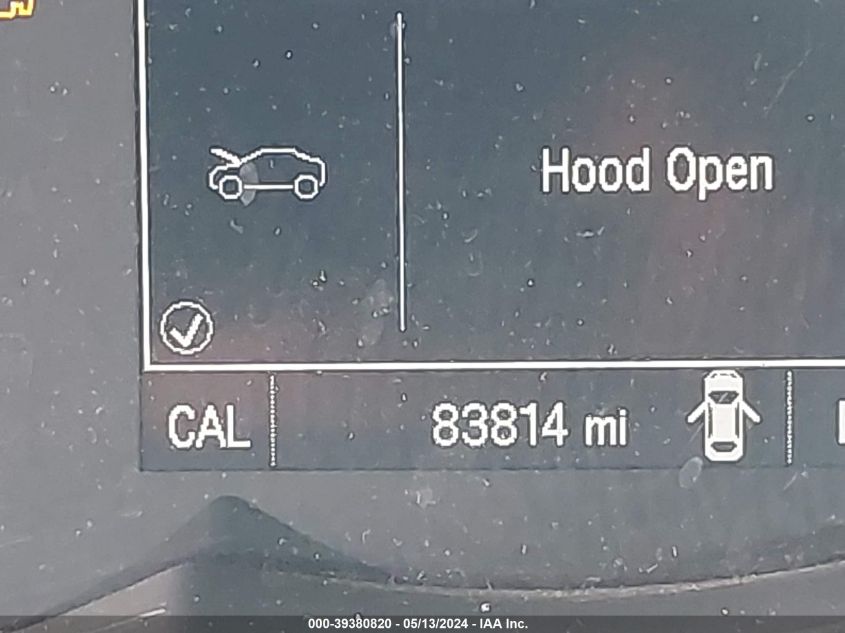 Hood Open
CAL 83814 mi
000-39380820 - 05/13/2024 - IAA Inc.